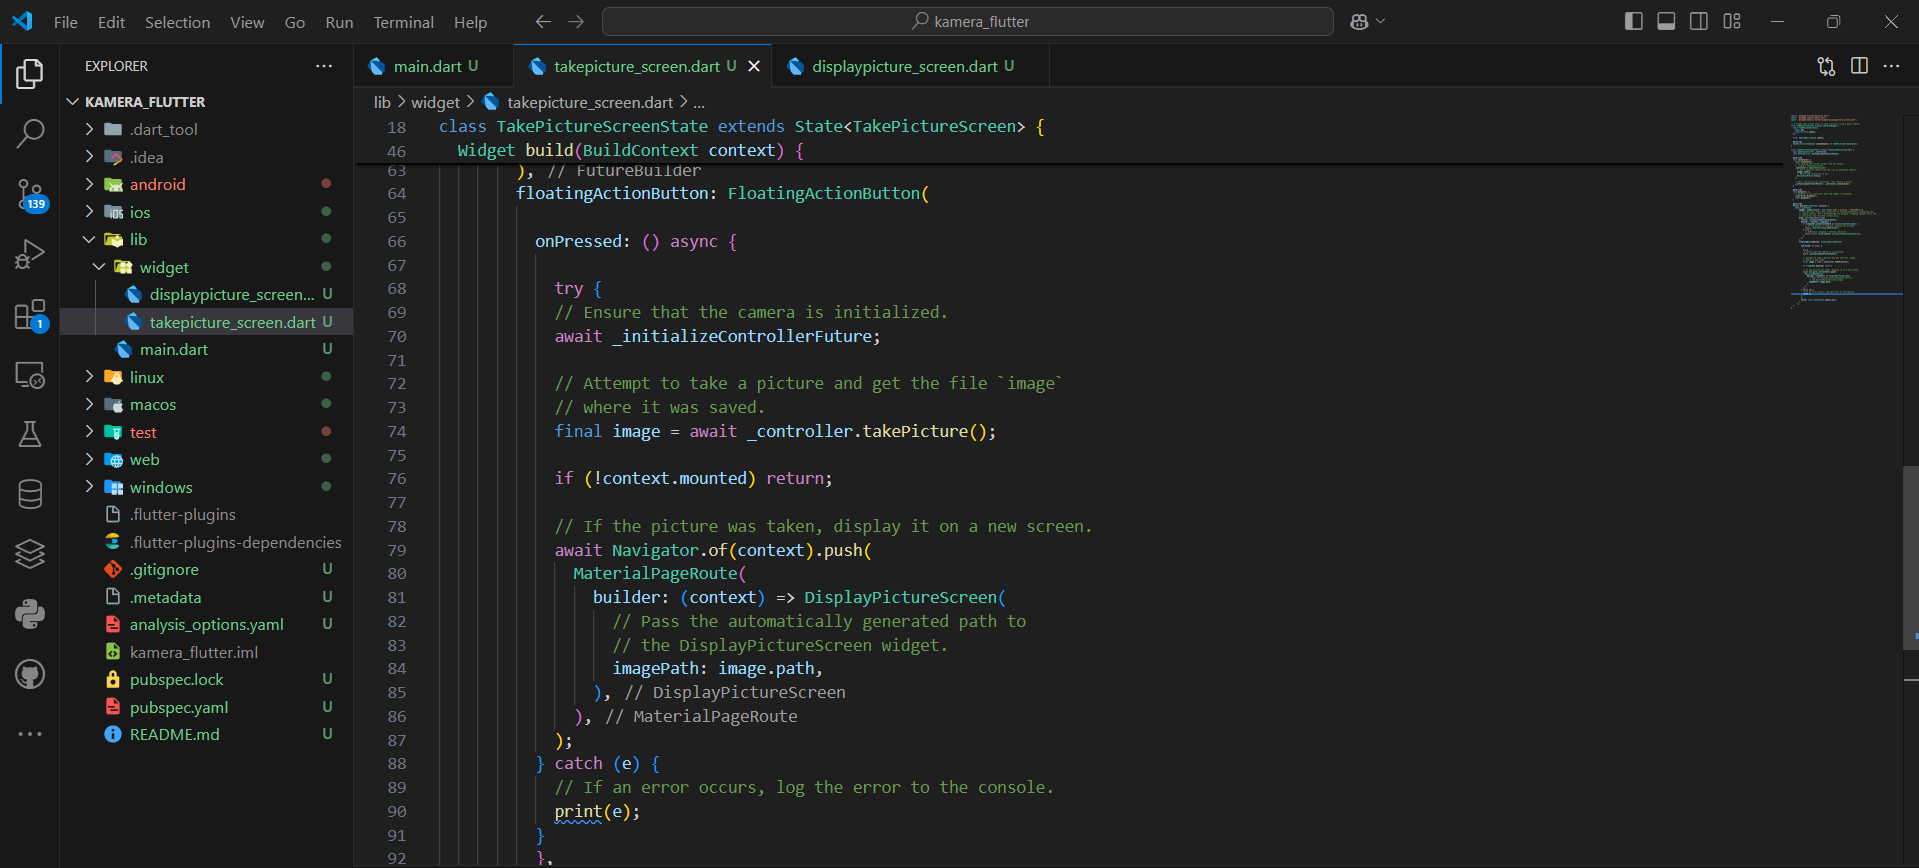 File Edit Selection View Go Run Terminal Help
kamera_flutter
EXPLORER
KAMERA_FLUTTER
.dart_tool
.idea
android
ios
lib
widget
displaypicture_screen... U
takepicture_screen.dart U
main.dart U
linux
macos
test
web
windows
.flutter-plugins
.flutter-plugins-dependencies
.gitignore U
.metadata U
analysis_options.yaml U
kamera_flutter.iml
pubspec.lock U
pubspec.yaml U
README.md U
139
1
main.dart U
takepicture_screen.dart U
displaypicture_screen.dart U
lib > widget > takepicture_screen.dart > ...
18 class TakePictureScreenState extends State<TakePictureScreen> {
46 Widget build(BuildContext context) {
63 ), // FutureBuilder
64 floatingActionButton: FloatingActionButton(
65
66 onPressed: () async {
67
68 try {
69 // Ensure that the camera is initialized.
70 await _initializeControllerFuture;
71
72 // Attempt to take a picture and get the file `image`
73 // where it was saved.
74 final image = await _controller.takePicture();
75
76 if (!context.mounted) return;
77
78 // If the picture was taken, display it on a new screen.
79 await Navigator.of(context).push(
80 MaterialPageRoute(
81 builder: (context) => DisplayPictureScreen(
82 // Pass the automatically generated path to
83 // the DisplayPictureScreen widget.
84 imagePath: image.path,
85 ), // DisplayPictureScreen
86 ), // MaterialPageRoute
87 );
88 } catch (e) {
89 // If an error occurs, log the error to the console.
90 print(e);
91 }
92 },